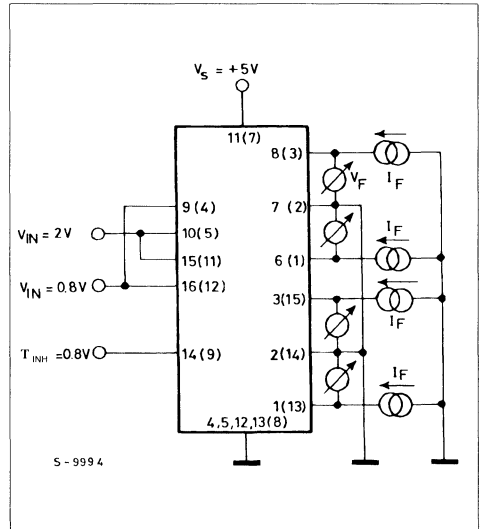 V_S = +5V
11(7)
8(3)
I_F
V_F
9(4)
7(2)
V_IN = 2V
10(5)
I_F
15(11)
6(1)
V_IN = 0.8V
16(12)
3(15)
I_F
T_INH = 0.8V
14(9)
2(14)
I_F
1(13)
4,5,12,13(8)
S-9994